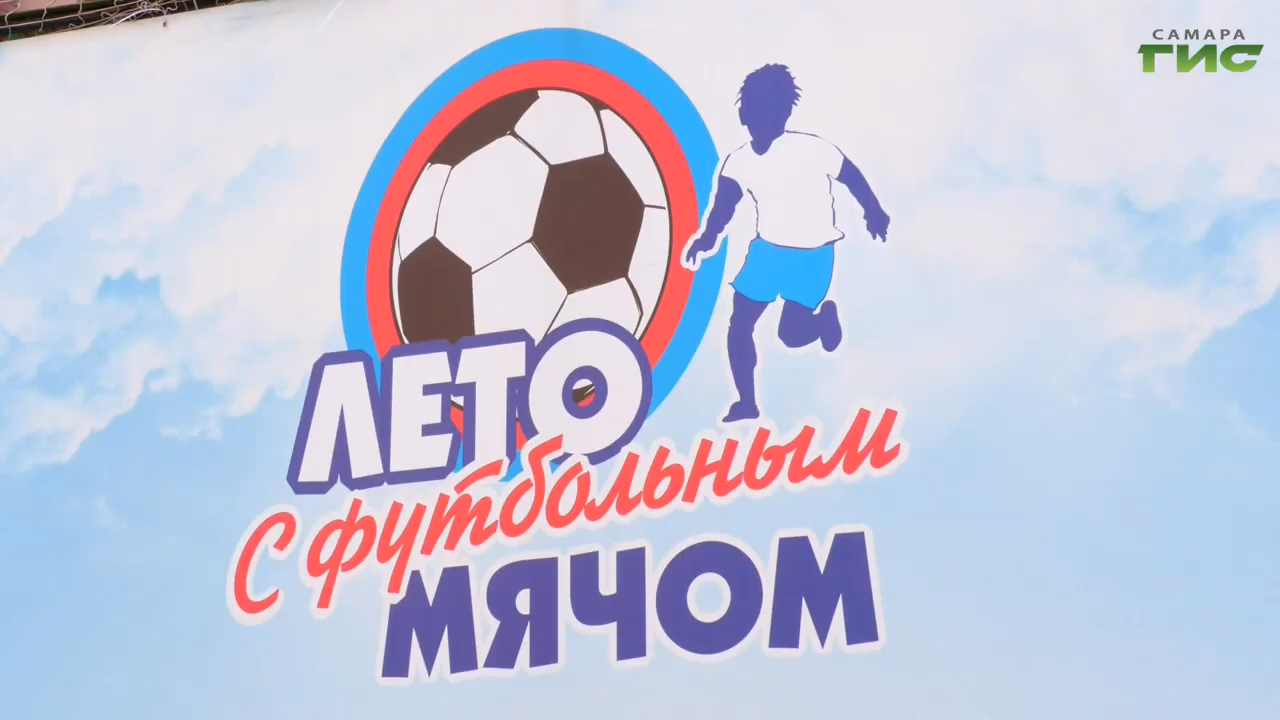 САМАРА
ГИС
ЛЕТО
С футбольным
МЯЧОМ